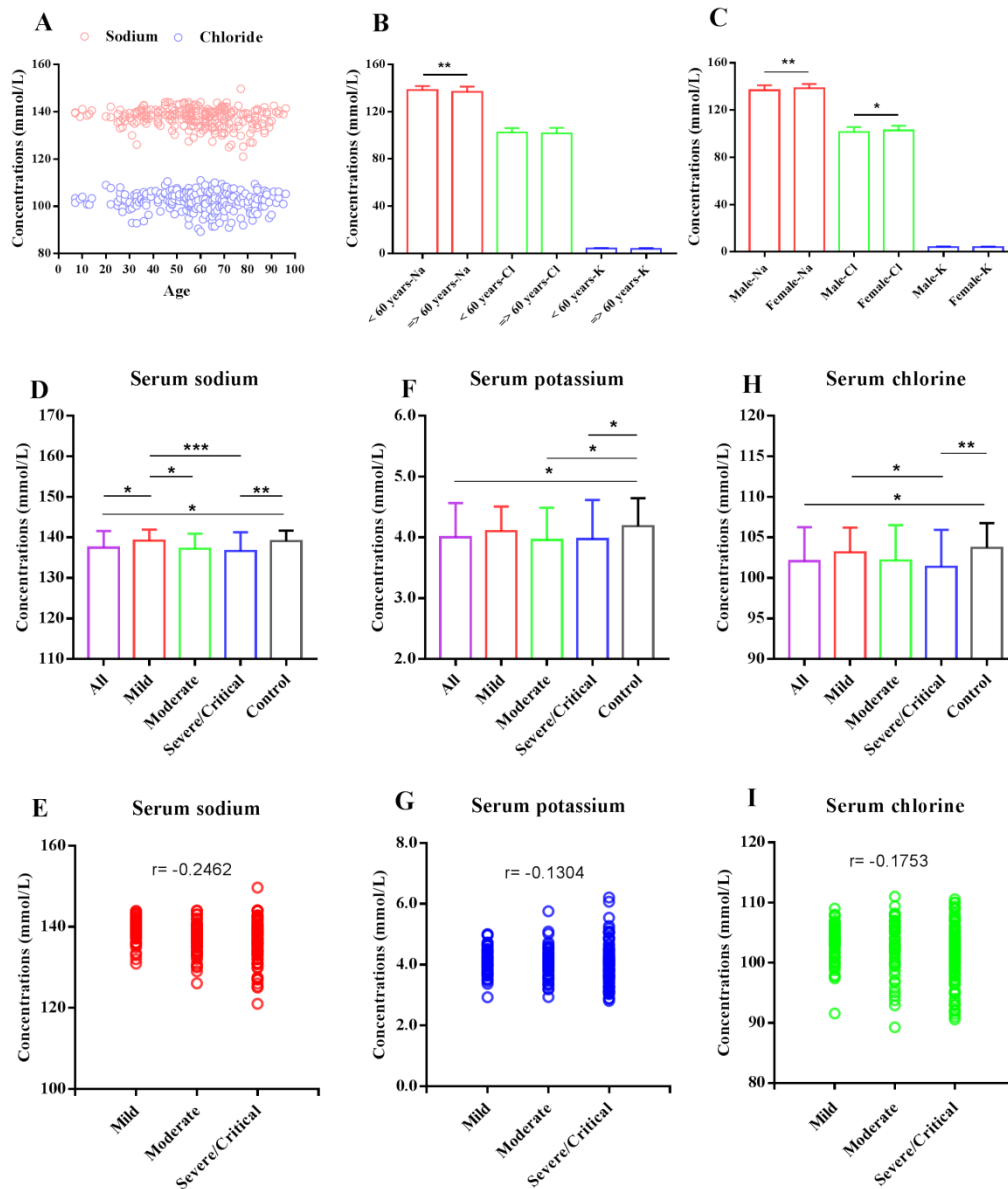 A
Sodium Chloride
Concentrations (mmol/L)
160
140
120
100
80
0 10 20 30 40 50 60 70 80 90 100
Age
B
Concentrations (mmol/L)
160
120
80
40
0
**
< 60 years-Na
=> 60 years-Na
< 60 years-Cl
=> 60 years-Cl
< 60 years-K
=> 60 years-K
C
Concentrations (mmol/L)
160
120
80
40
0
**
*
Male-Na
Female-Na
Male-Cl
Female-Cl
Male-K
Female-K
D
Serum sodium
Concentrations (mmol/L)
170
160
150
140
130
120
110
***
*
*
**
*
All
Mild
Moderate
Severe/Critical
Control
F
Serum potassium
Concentrations (mmol/L)
6.0
5.0
4.0
3.0
2.0
*
*
*
All
Mild
Moderate
Severe/Critical
Control
H
Serum chlorine
Concentrations (mmol/L)
120
115
110
105
100
95
90
**
*
*
All
Mild
Moderate
Severe/Critical
Control
E
Serum sodium
Concentrations (mmol/L)
160
140
120
100
r= -0.2462
Mild
Moderate
Severe/Critical
G
Serum potassium
Concentrations (mmol/L)
8.0
6.0
4.0
2.0
0.0
r= -0.1304
Mild
Moderate
Severe/Critical
I
Serum chlorine
Concentrations (mmol/L)
120
110
100
90
80
r= -0.1753
Mild
Moderate
Severe/Critical